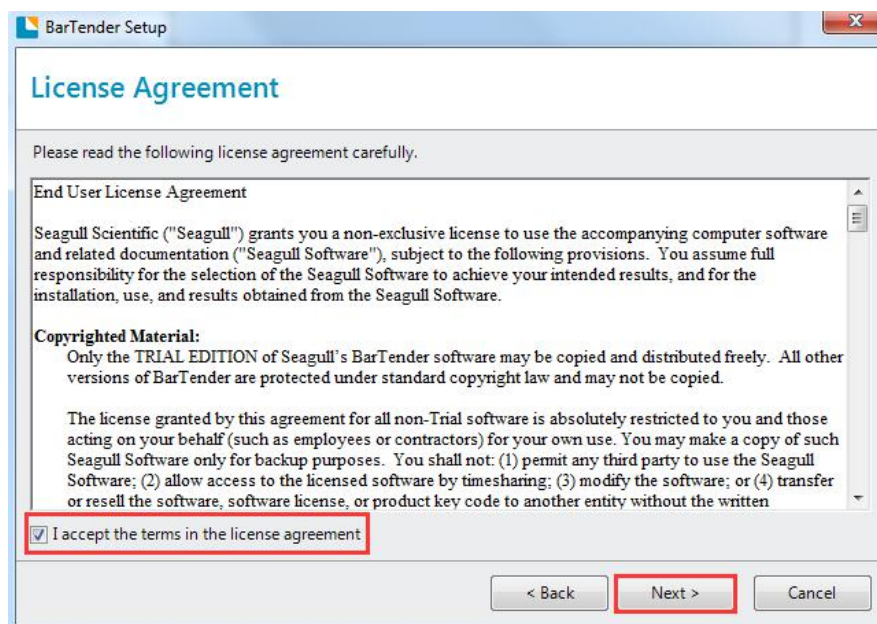 BarTender Setup
License Agreement
Please read the following license agreement carefully.
End User License Agreement
Seagull Scientific ("Seagull") grants you a non-exclusive license to use the accompanying computer software
and related documentation ("Seagull Software"), subject to the following provisions.  You assume full
responsibility for the selection of the Seagull Software to achieve your intended results, and for the
installation, use, and results obtained from the Seagull Software.
Copyrighted Material:
Only the TRIAL EDITION of Seagull's BarTender software may be copied and distributed freely.  All other
versions of BarTender are protected under standard copyright law and may not be copied.
The license granted by this agreement for all non-Trial software is absolutely restricted to you and those
acting on your behalf (such as employees or contractors) for your own use. You may make a copy of such
Seagull Software only for backup purposes.  You shall not: (1) permit any third party to use the Seagull
Software; (2) allow access to the licensed software by timesharing; (3) modify the software; or (4) transfer
or resell the software, software license, or product key code to another entity without the written
I accept the terms in the license agreement
< Back
Next >
Cancel